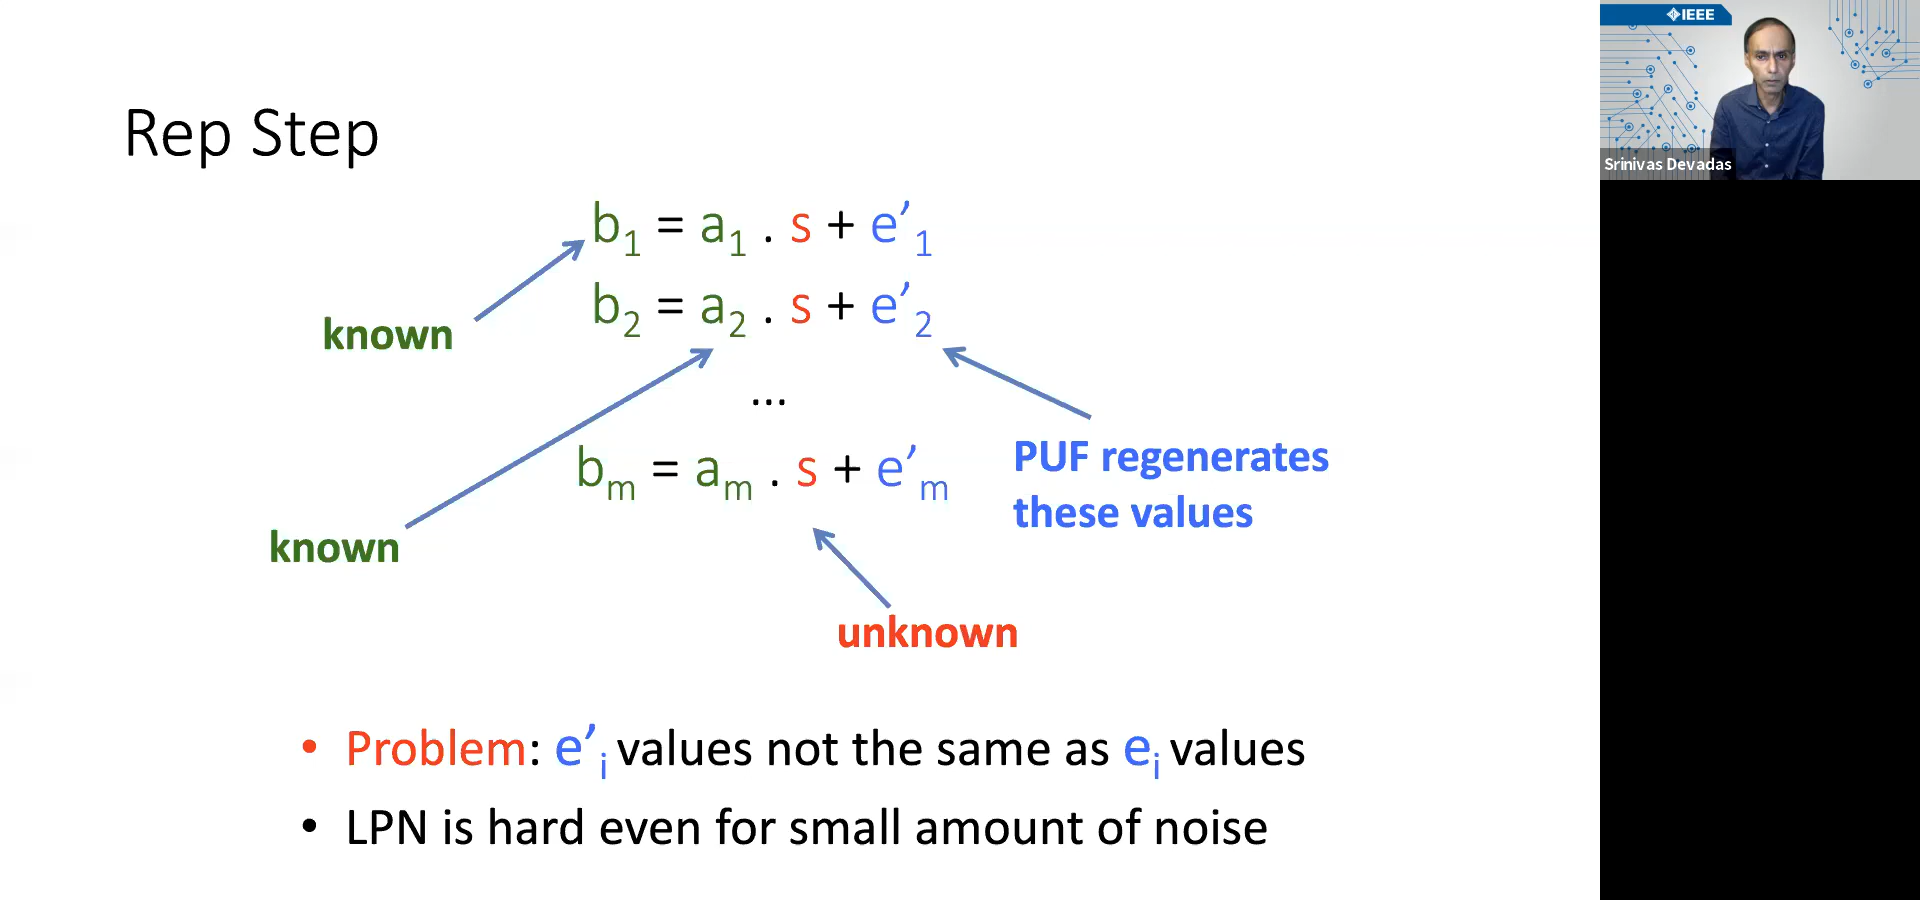 IEEE
Srinivas Devadas
Rep Step
b₁ = a₁ . s + e’₁
b₂ = a₂ . s + e’₂
known
...
bₘ = aₘ . s + e’ₘ
PUF regenerates
these values
known
unknown
• Problem: e’ᵢ values not the same as eᵢ values
• LPN is hard even for small amount of noise